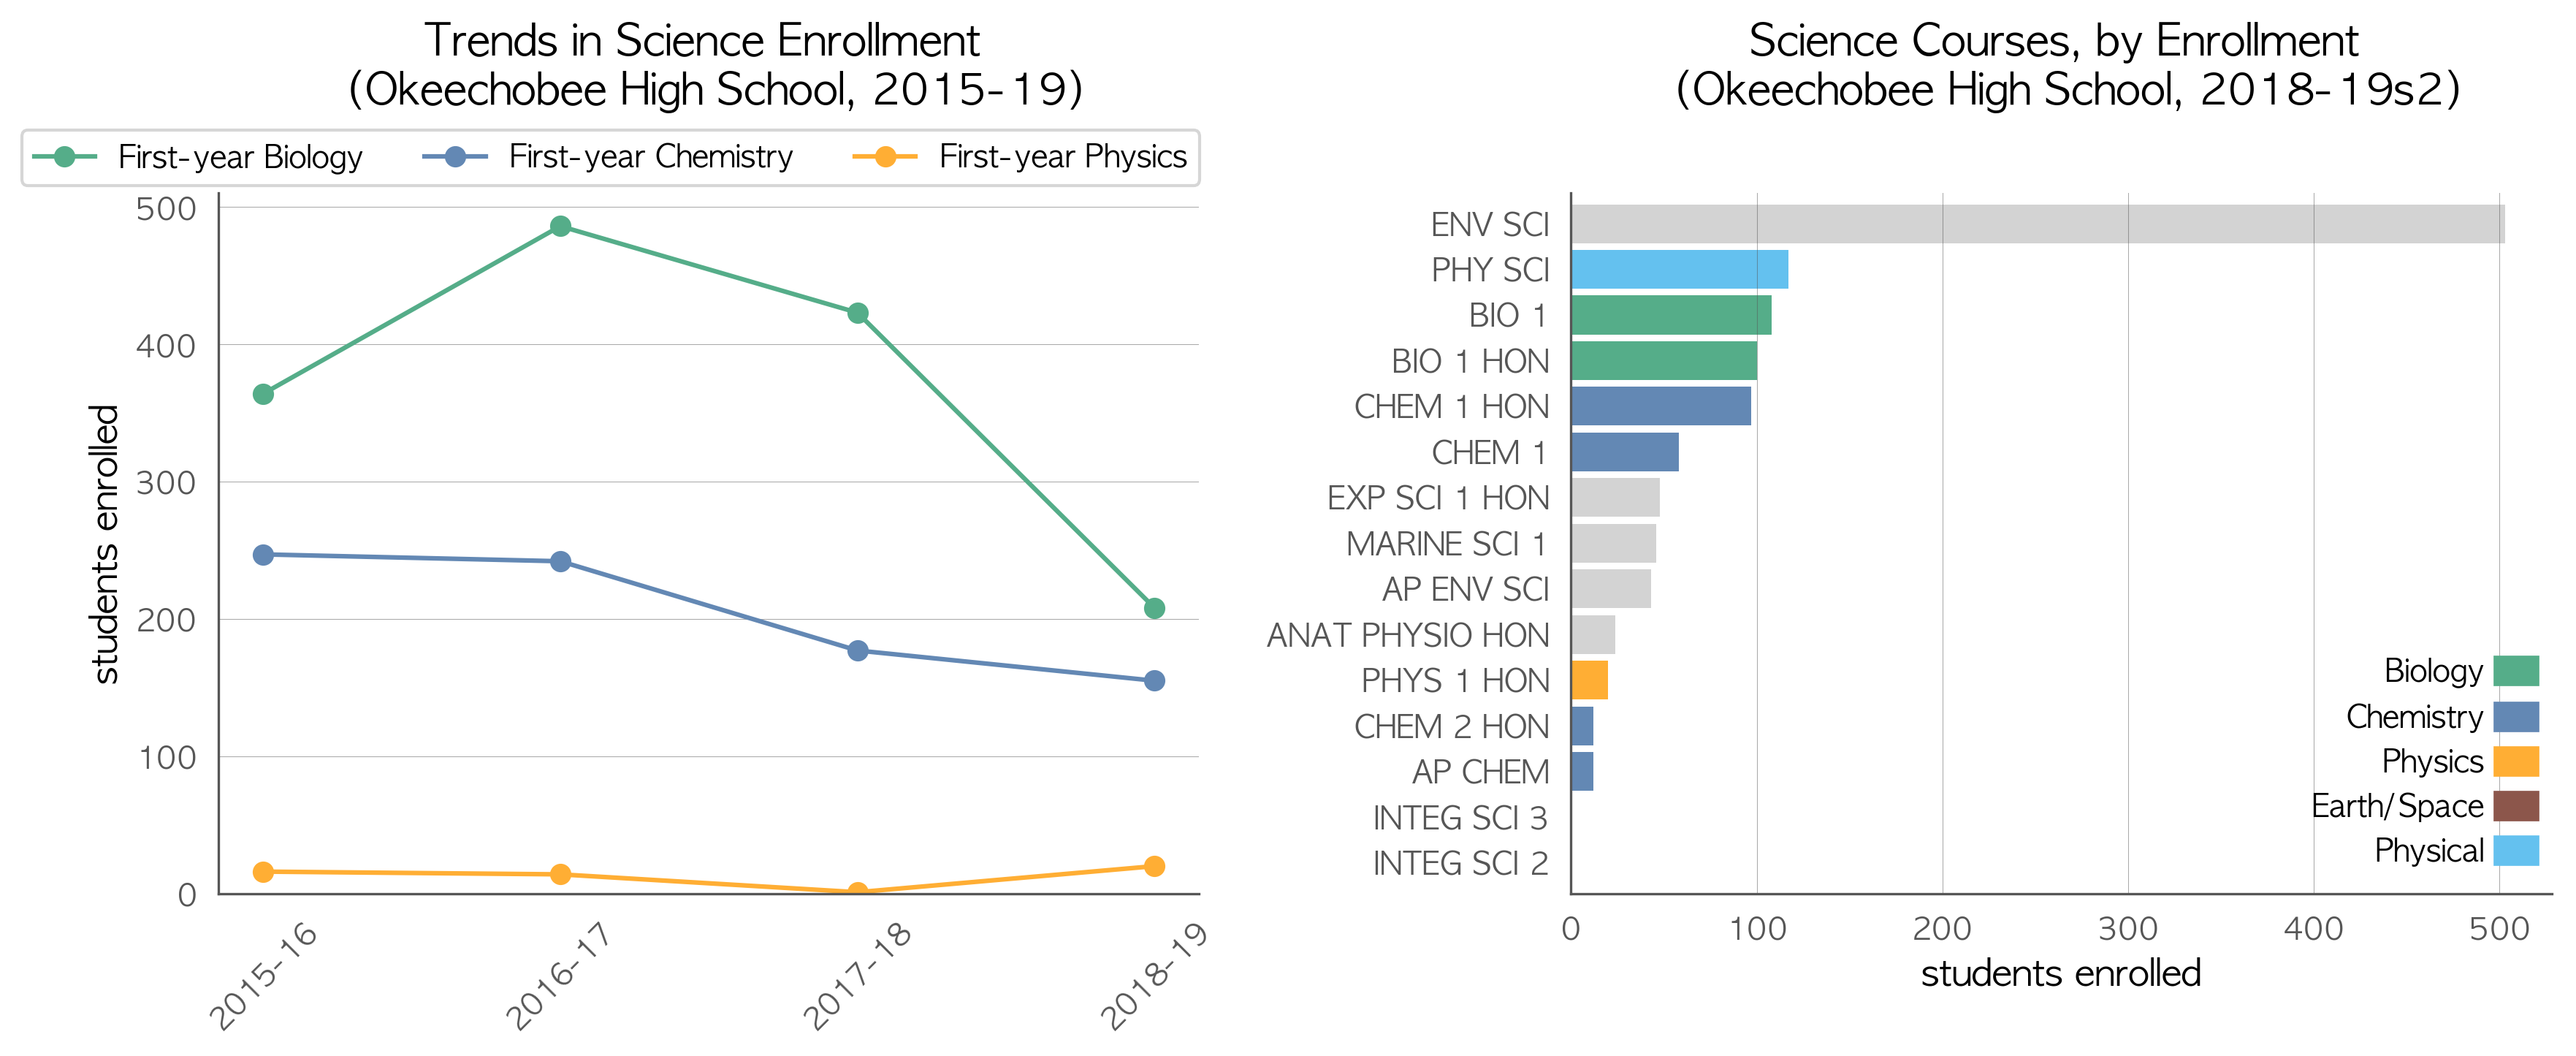 Trends in Science Enrollment
(Okeechobee High School, 2015-19)
First-year Biology
First-year Chemistry
First-year Physics
500
400
300
200
100
0
students enrolled
2015-16
2016-17
2017-18
2018-19
Science Courses, by Enrollment
(Okeechobee High School, 2018-19s2)
ENV SCI
PHY SCI
BIO 1
BIO 1 HON
CHEM 1 HON
CHEM 1
EXP SCI 1 HON
MARINE SCI 1
AP ENV SCI
ANAT PHYSIO HON
PHYS 1 HON
CHEM 2 HON
AP CHEM
INTEG SCI 3
INTEG SCI 2
Biology
Chemistry
Physics
Earth/Space
Physical
0
100
200
300
400
500
students enrolled